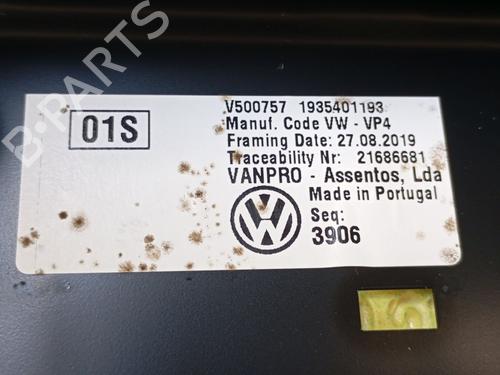 B-PARTS
01S
V500757 1935401193
Manuf. Code VW - VP4
Framing Date: 27.08.2019
Traceability Nr: 21686681
VANPRO - Assentos, Lda
Made in Portugal
Seq:
3906